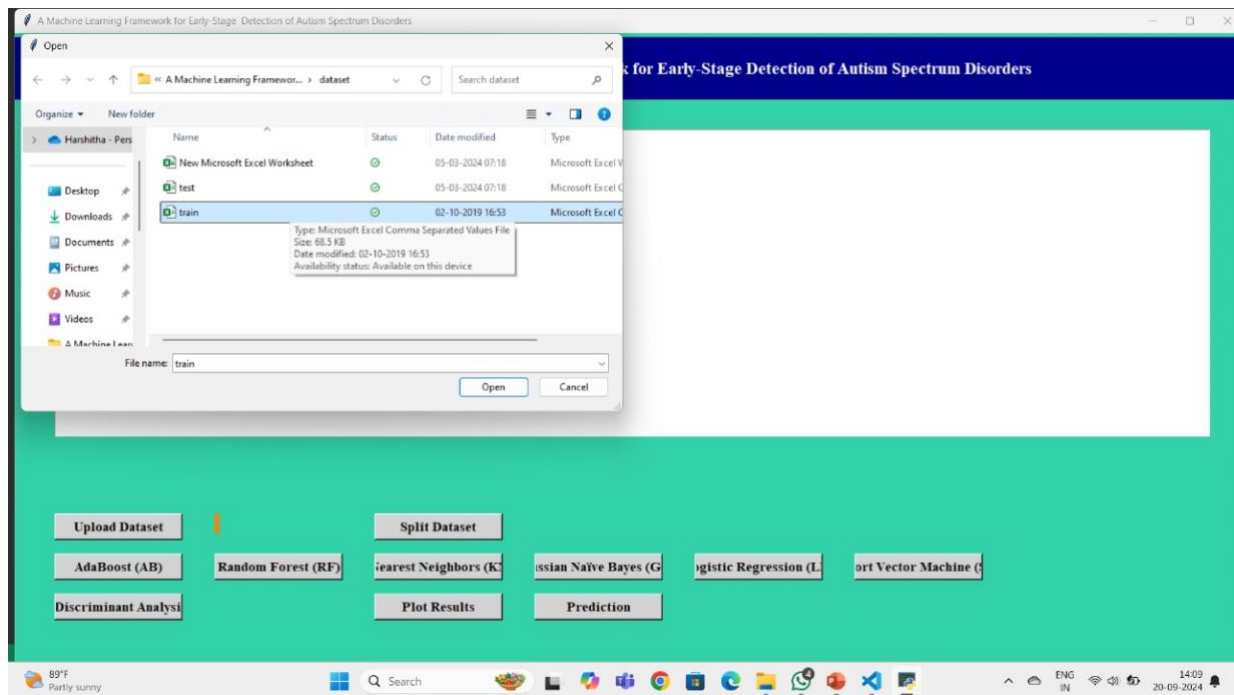 A Machine Learning Framework for Early-Stage Detection of Autism Spectrum Disorders
Open
k for Early-Stage Detection of Autism Spectrum Disorders
« A Machine Learning Framewor... › dataset
Search dataset
Organize
New folder
Harshitha - Pers
Name Status Date modified Type
New Microsoft Excel Worksheet 05-03-2024 07:18 Microsoft Excel W
test 05-03-2024 07:18 Microsoft Excel C
train 02-10-2019 16:53 Microsoft Excel C
Type: Microsoft Excel Comma Separated Values File
Size: 68.5 KB
Date modified: 02-10-2019 16:53
Availability status: Available on this device
Desktop
Downloads
Documents
Pictures
Music
Videos
A Machine Learn
File name: train
Open Cancel
Upload Dataset Split Dataset
AdaBoost (AB) Random Forest (RF) Nearest Neighbors (K ssian Naïve Bayes (G ogistic Regression (L ort Vector Machine (S
Discriminant Analysi Plot Results Prediction
89°F
Partly sunny
Search
4
ENG
IN
14:09
20-09-2024